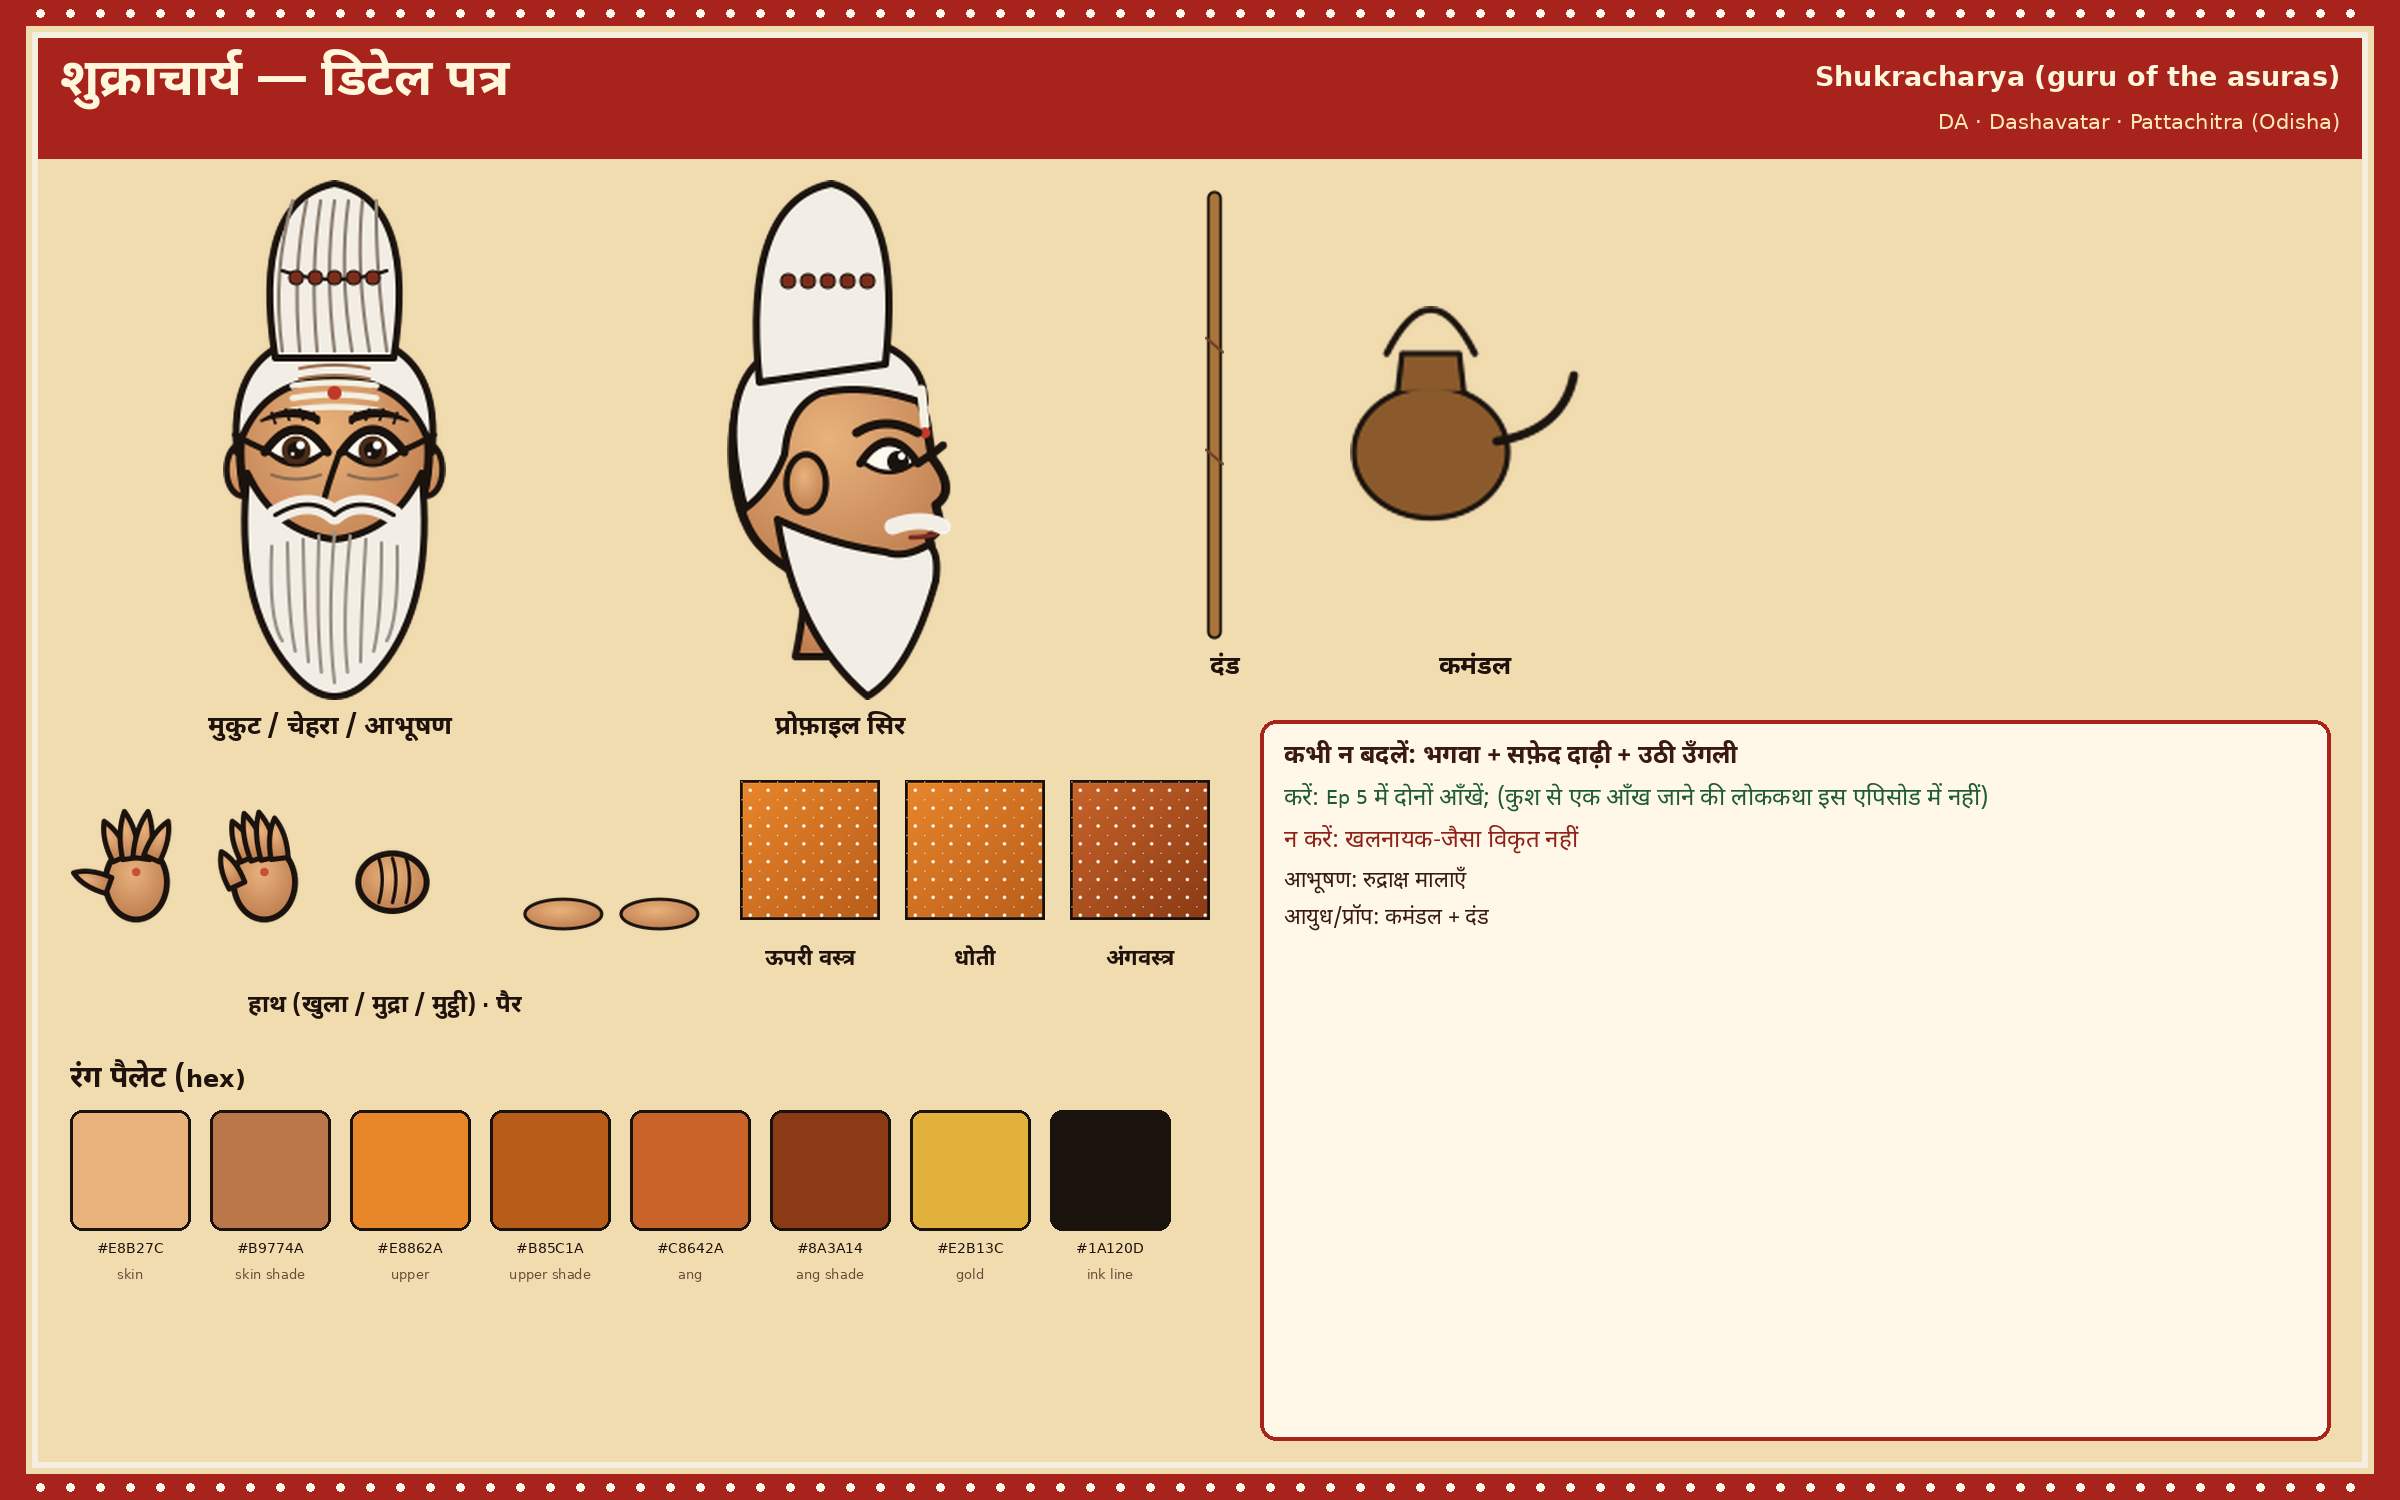 शुक्राचार्य — डिटेल पत्र
Shukracharya (guru of the asuras)
DA · Dashavatar · Pattachitra (Odisha)
दंड
कमंडल
मुकुट / चेहरा / आभूषण
प्रोफ़ाइल सिर
कभी न बदलें: भगवा + सफ़ेद दाढ़ी + उठी उँगली
करें: Ep 5 में दोनों आँखें; (कुश से एक आँख जाने की लोककथा इस एपिसोड में नहीं)
न करें: खलनायक-जैसा विकृत नहीं
आभूषण: रुद्राक्ष मालाएँ
आयुध/प्रॉप: कमंडल + दंड
ऊपरी वस्त्र
धोती
अंगवस्त्र
हाथ (खुला / मुद्रा / मुट्ठी) · पैर
रंग पैलेट (hex)
#E8B27C
#B9774A
#E8862A
#B85C1A
#C8642A
#8A3A14
#E2B13C
#1A120D
skin
skin shade
upper
upper shade
ang
ang shade
gold
ink line